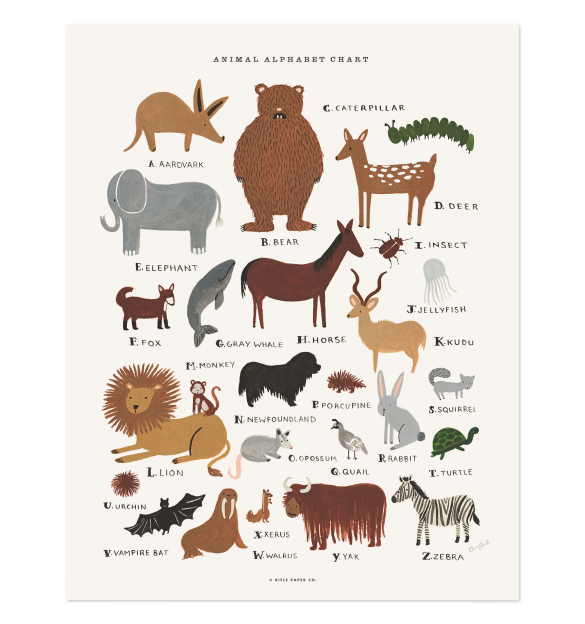 ANIMAL ALPHABET CHART
C. CATERPILLAR
A. AARDVARK
D. DEER
B. BEAR
I. INSECT
E. ELEPHANT
J. JELLYFISH
F. FOX
G. GRAY WHALE
H. HORSE
K. KUDU
M. MONKEY
P. PORCUPINE
S. SQUIRREL
N. NEWFOUNDLAND
O. OPOSSUM
R. RABBIT
L. LION
Q. QUAIL
T. TURTLE
U. URCHIN
X. XERUS
V. VAMPIRE BAT
W. WALRUS
Y. YAK
Z. ZEBRA
© RIFLE PAPER CO.